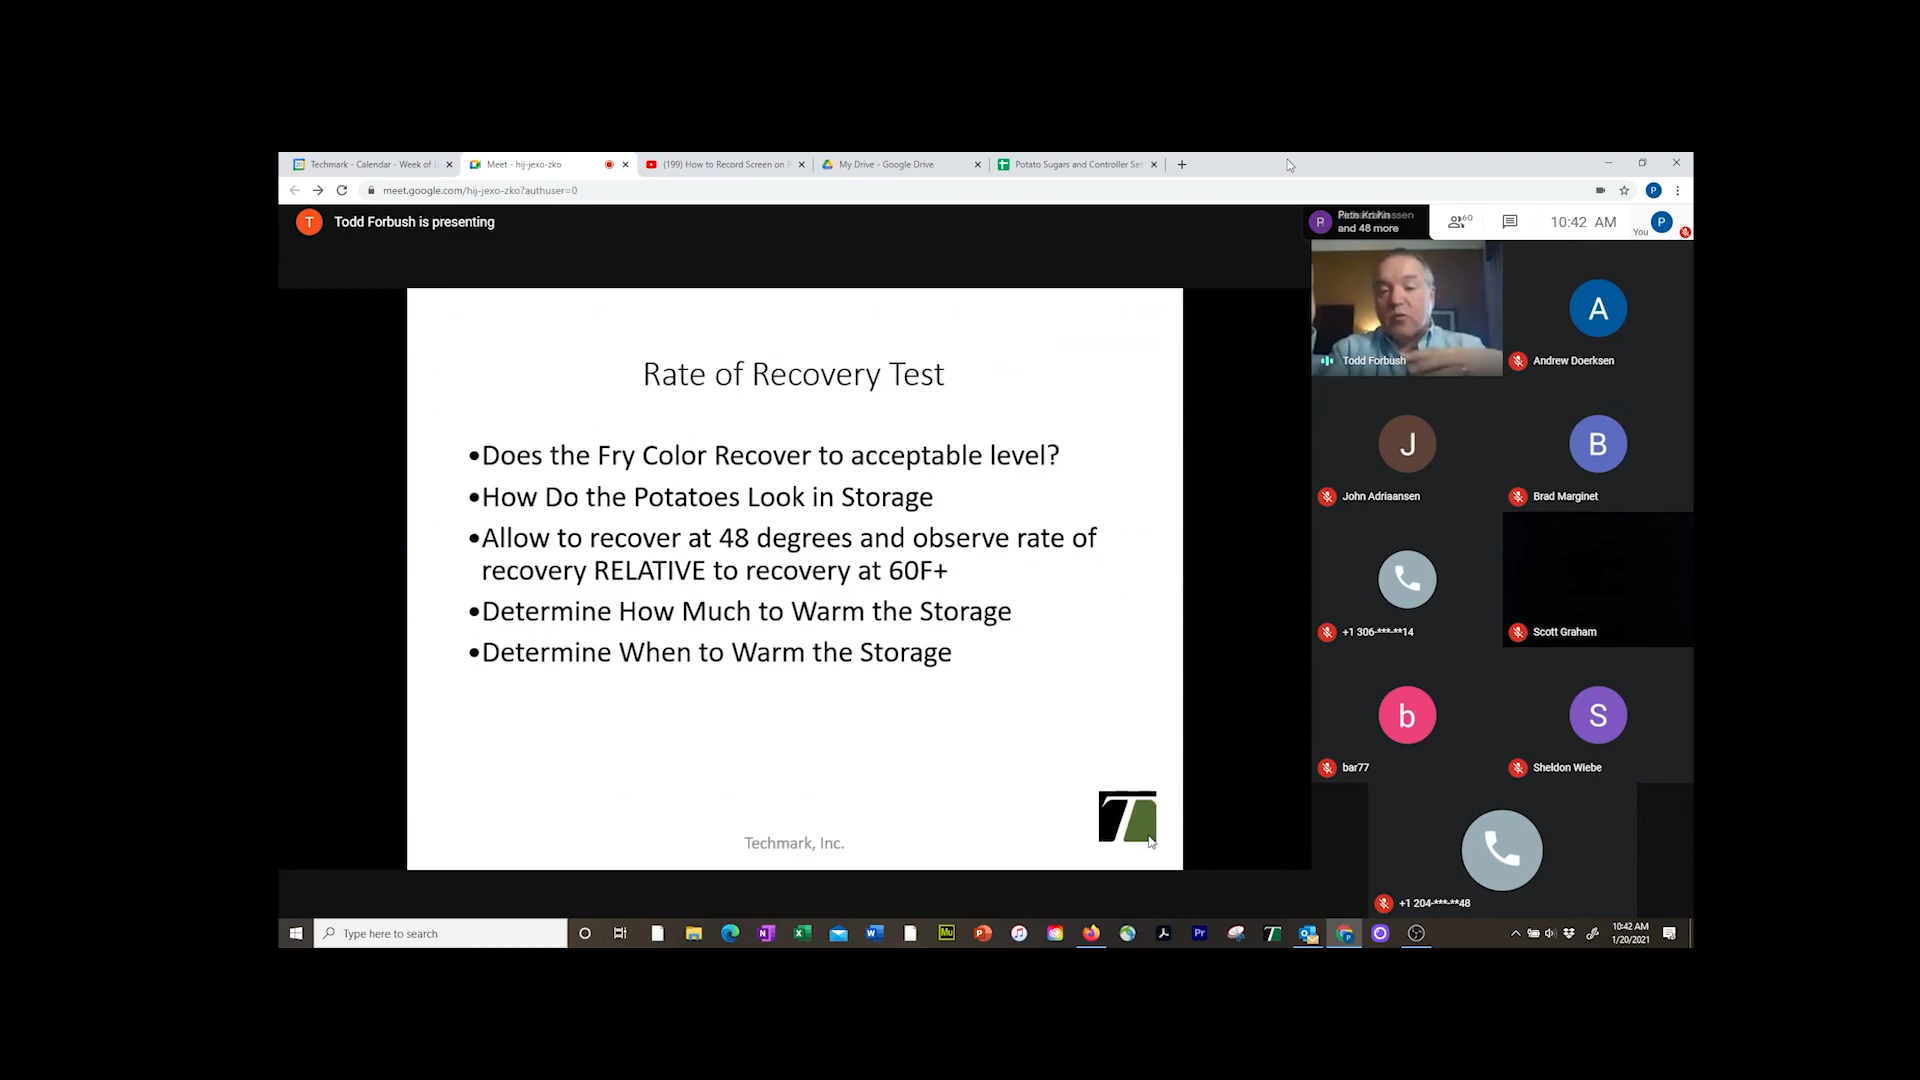 Techmark - Calendar - Week of J
Meet - hij-jexo-zko
(199) How to Record Screen on P
My Drive - Google Drive
Potato Sugars and Controller Set
meet.google.com/hij-jexo-zko?authuser=0
P
T
Todd Forbush is presenting
and 48 more
60
10:42 AM
You
P
Rate of Recovery Test
•Does the Fry Color Recover to acceptable level?
•How Do the Potatoes Look in Storage
•Allow to recover at 48 degrees and observe rate of
recovery RELATIVE to recovery at 60F+
•Determine How Much to Warm the Storage
•Determine When to Warm the Storage
Techmark, Inc.
T
Todd Forbush
A
Andrew Doerksen
J
John Adriaansen
B
Brad Marginet
+1 306-***-**14
Scott Graham
b
bar77
S
Sheldon Wiebe
+1 204-***-**48
Type here to search
10:42 AM
1/20/2021